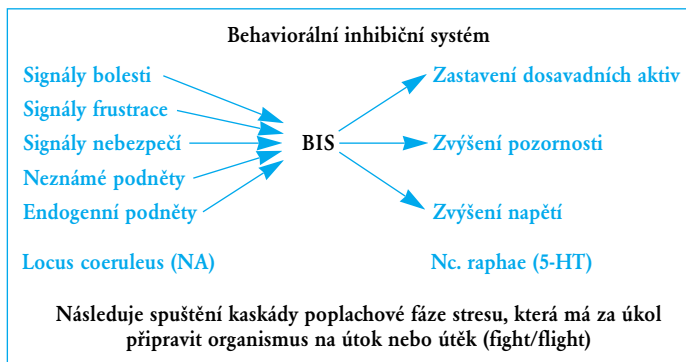 Behaviorální inhibiční systém
Signály bolesti
Signály frustrace
Signály nebezpečí
Neznámé podněty
Endogenní podněty
BIS
Zastavení dosavadních aktiv
Zvýšení pozornosti
Zvýšení napětí
Locus coeruleus (NA)
Nc. raphae (5-HT)
Následuje spuštění kaskády poplachové fáze stresu, která má za úkol
připravit organismus na útok nebo útěk (fight/flight)